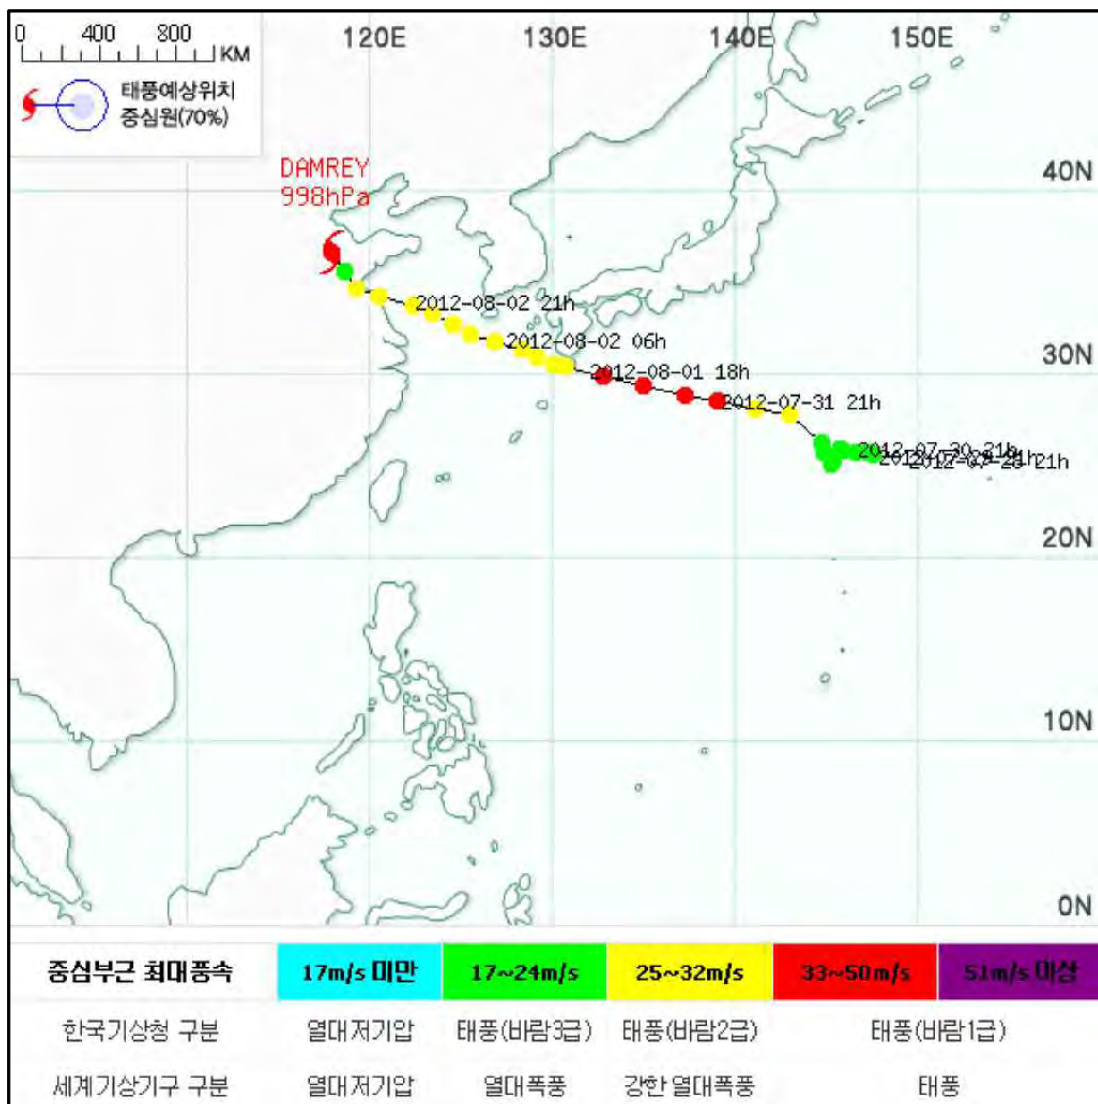 0 400 800 KM
태풍예상위치
중심원(70%)
120E 130E 140E 150E
DAMREY
998hPa
40N
2012-08-02 21h
2012-08-02 06h
30N
2012-08-01 18h
2012-07-31 21h
2012-07-30 21h
21h
20N
10N
0N
중심부근 최대풍속 17m/s 미만 17~24m/s 25~32m/s 33~50m/s 51m/s 이상
한국기상청 구분 열대저기압 태풍(바람3급) 태풍(바람2급) 태풍(바람1급)
세계기상기구 구분 열대저기압 열대폭풍 강한 열대폭풍 태풍